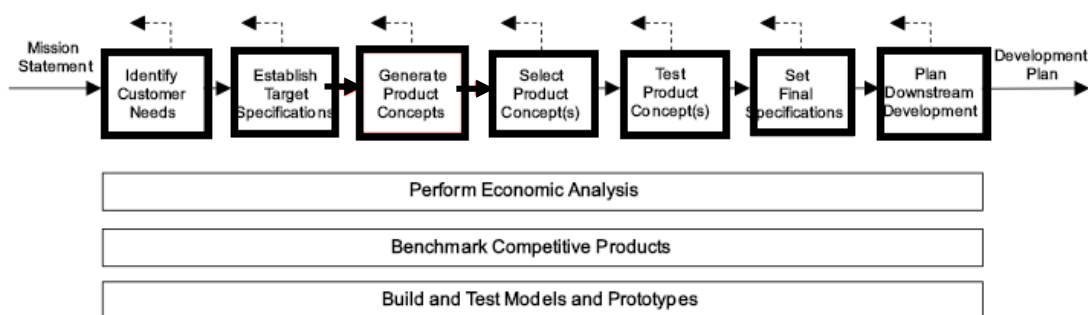 Mission
Statement
Identify
Customer
Needs
Establish
Target
Specifications
Generate
Product
Concepts
Select
Product
Concept(s)
Test
Product
Concept(s)
Set
Final
Specifications
Plan
Downstream
Development
Development
Plan
Perform Economic Analysis
Benchmark Competitive Products
Build and Test Models and Prototypes